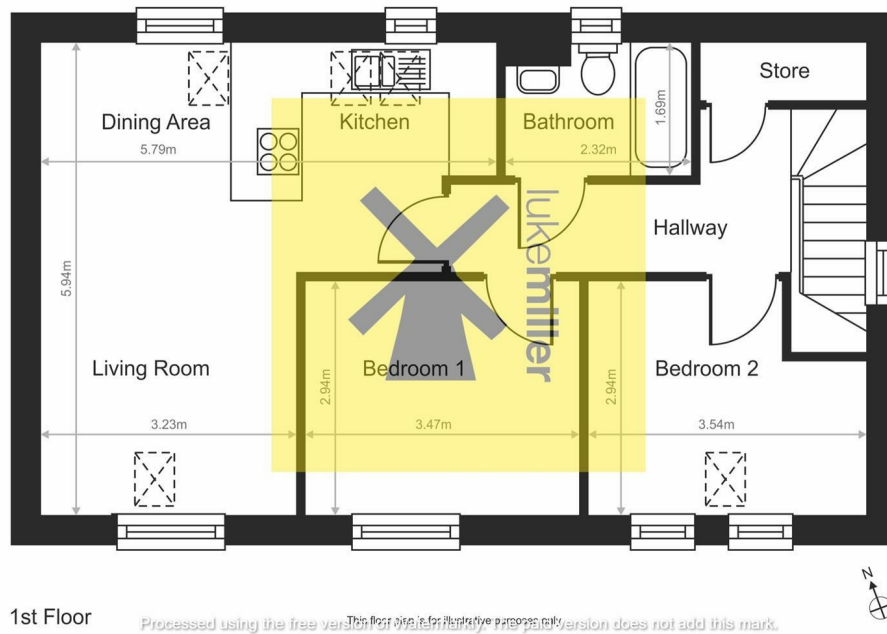 Store
Dining Area
Kitchen
Bathroom
1.69m
5.79m
2.32m
lukemiller
Hallway
5.94m
Living Room
Bedroom 1
Bedroom 2
2.94m
2.94m
3.23m
3.47m
3.54m
N
1st Floor
This floor plan is for illustrative purposes only
Processed using the free version of Watermarkly. The paid version does not add this mark.